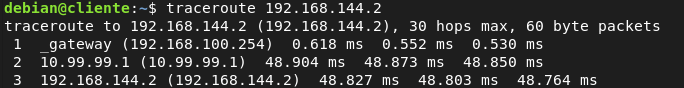 debian@cliente:~$ traceroute 192.168.144.2
traceroute to 192.168.144.2 (192.168.144.2), 30 hops max, 60 byte packets
 1  _gateway (192.168.100.254)  0.618 ms  0.552 ms  0.530 ms
 2  10.99.99.1 (10.99.99.1)  48.904 ms  48.873 ms  48.850 ms
 3  192.168.144.2 (192.168.144.2)  48.827 ms  48.803 ms  48.764 ms